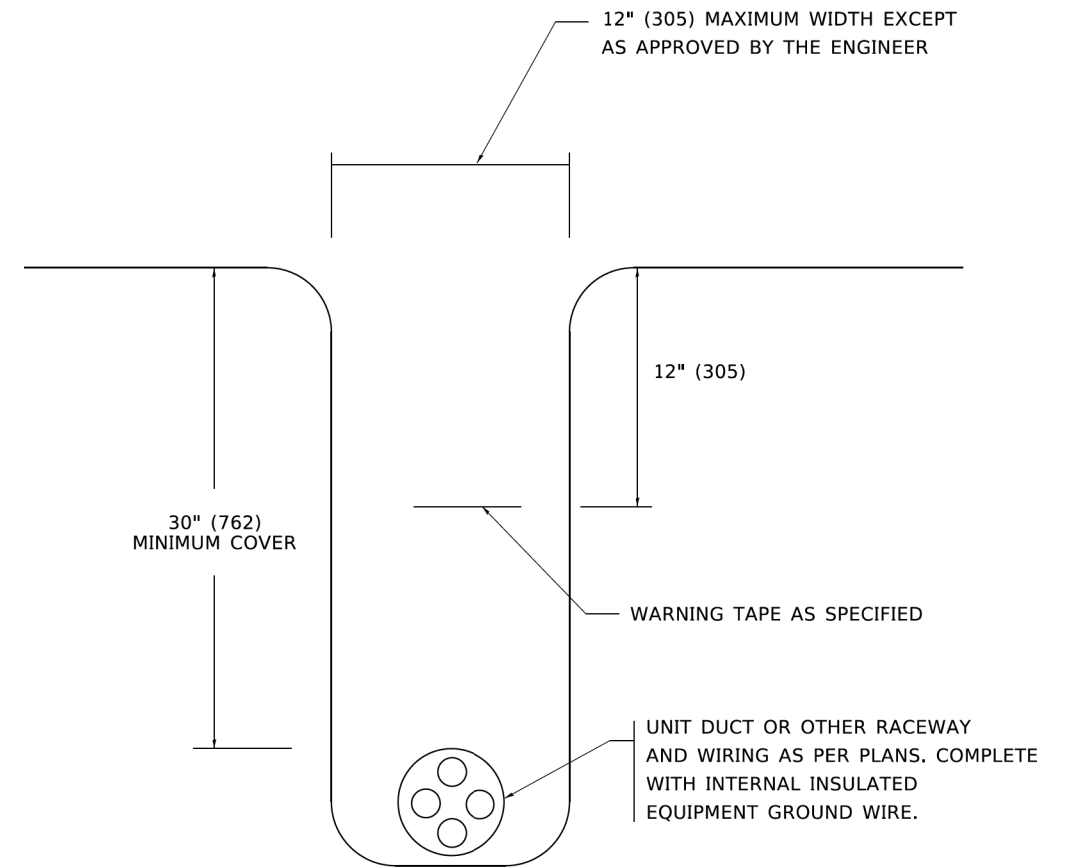 12" (305) MAXIMUM WIDTH EXCEPT
AS APPROVED BY THE ENGINEER
12" (305)
30" (762)
MINIMUM COVER
WARNING TAPE AS SPECIFIED
UNIT DUCT OR OTHER RACEWAY
AND WIRING AS PER PLANS. COMPLETE
WITH INTERNAL INSULATED
EQUIPMENT GROUND WIRE.